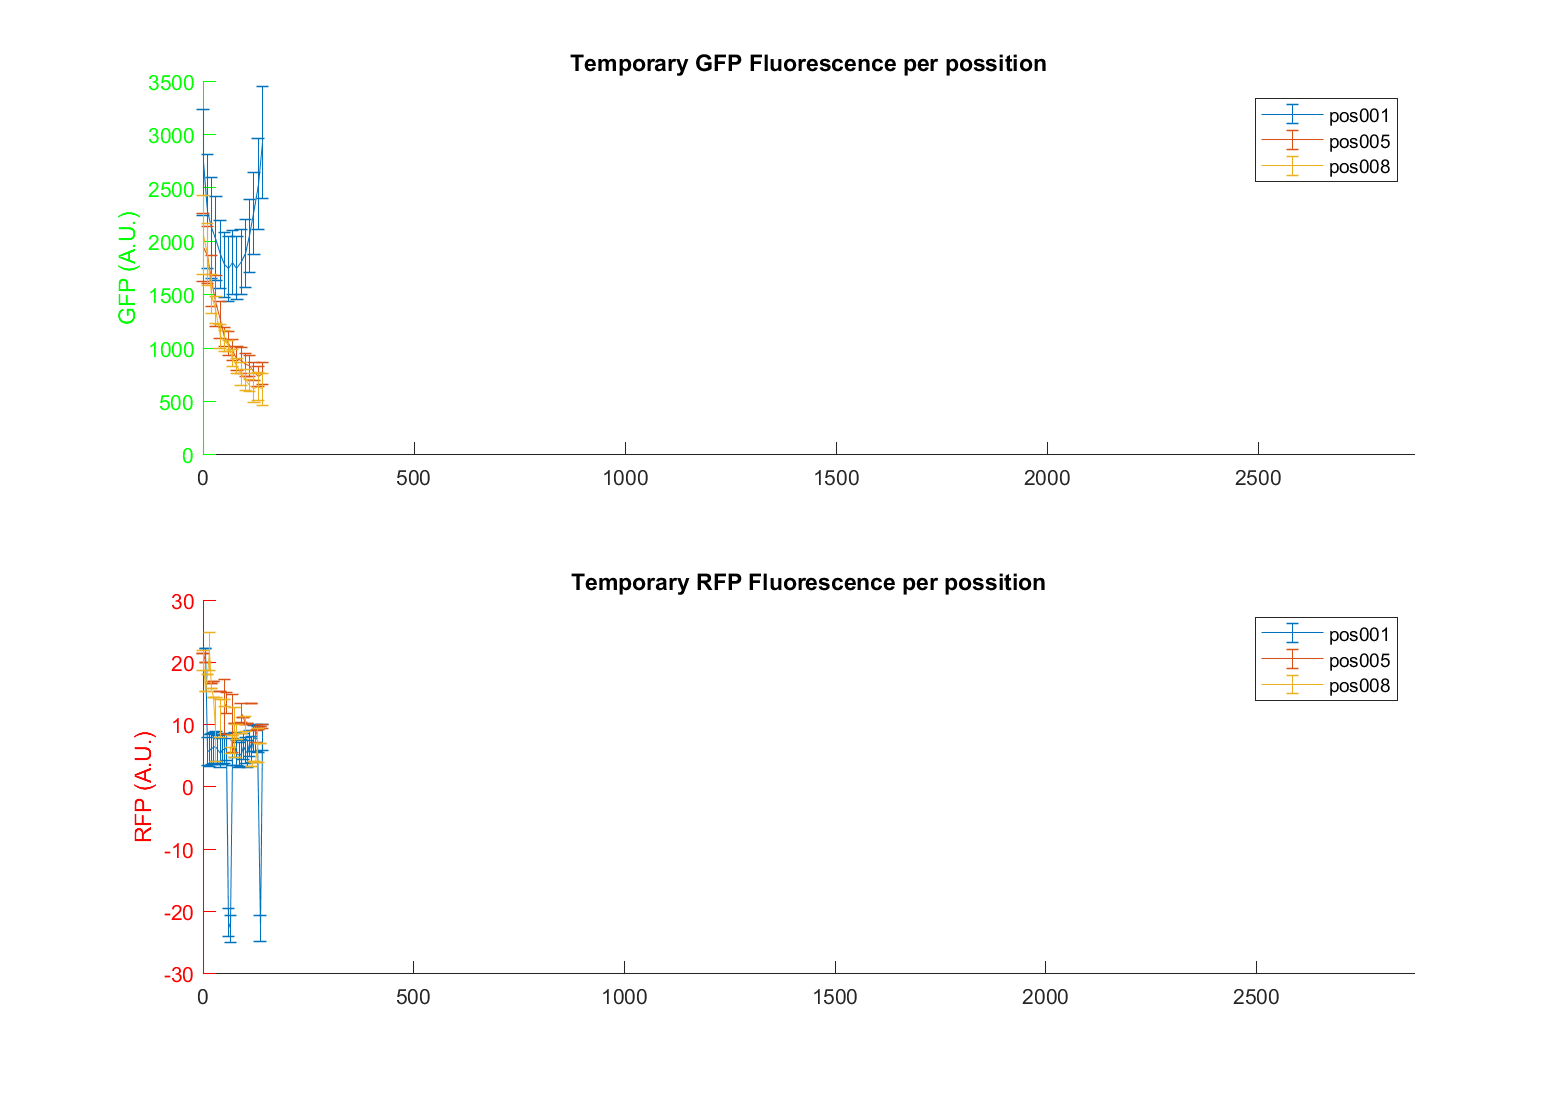 Temporary GFP Fluorescence per possition
GFP (A.U.)
3500
3000
2500
2000
1500
1000
500
0
0 500 1000 1500 2000 2500
pos001
pos005
pos008
Temporary RFP Fluorescence per possition
RFP (A.U.)
30
20
10
0
-10
-20
-30
0 500 1000 1500 2000 2500
pos001
pos005
pos008